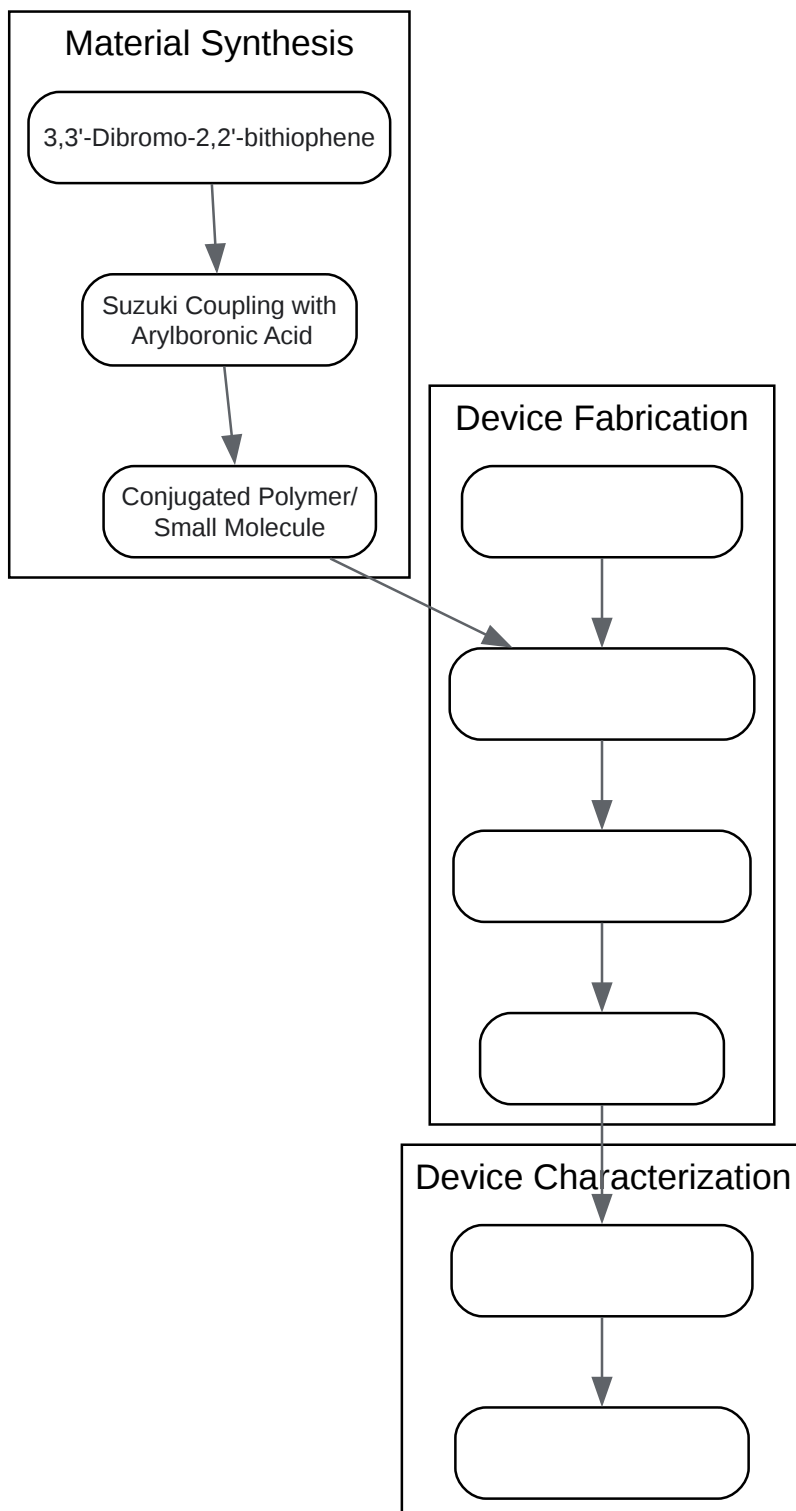 Material Synthesis
3,3'-Dibromo-2,2'-bithiophene
Suzuki Coupling with
Arylboronic Acid
Conjugated Polymer/
Small Molecule
Device Fabrication
Device Characterization